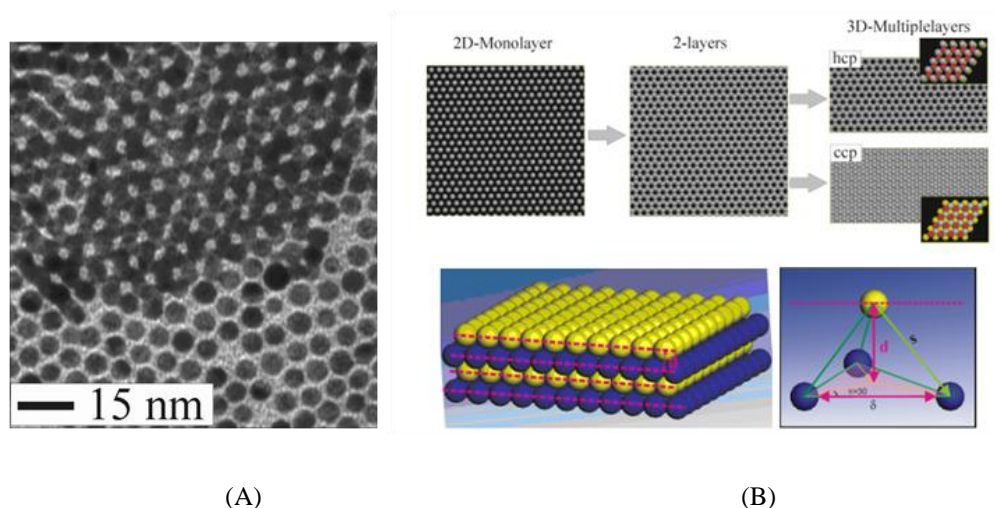 15 nm
2D-Monolayer
2-layers
3D-Multiplelayers
hcp
ccp
d
d
s
δ
(A)
(B)